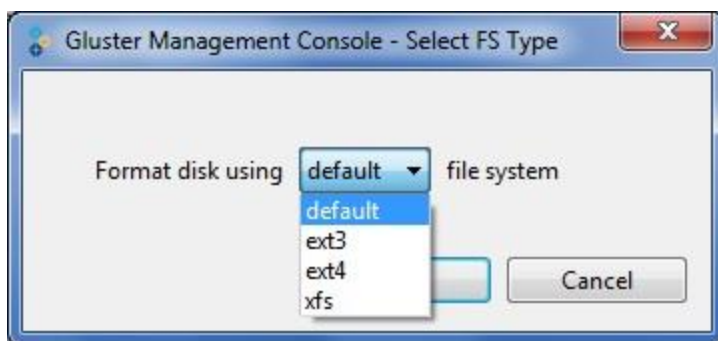 Gluster Management Console - Select FS Type
Format disk using default file system
default
ext3
ext4
xfs
Cancel